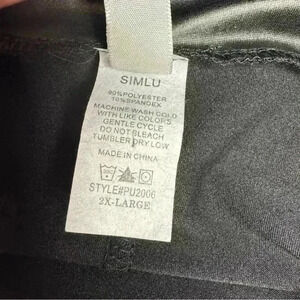 SIMLU
90%POLYESTER
10%SPANDEX
MACHINE WASH COLD
WITH LIKE COLORS
GENTLE CYCLE
DO NOT BLEACH
TUMBLER DRY LOW
MADE IN CHINA
STYLE#PU2006
2X-LARGE